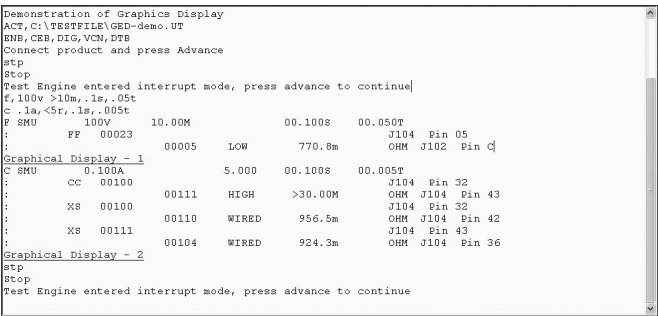 Demonstration of Graphics Display
ACT,C:\TESTFILE\GED-demo.UT
ENB,CEB,DIG,VCN,DTB
Connect product and press Advance
stp
Stop
Test Engine entered interrupt mode, press advance to continue
f,100v >10m,.1s,.05t
c .1a,<5r,.1s,.005t
F SMU 100V 10.00M 00.100S 00.050T
: FF 00023 J104 Pin 05
: 00005 LOW 770.8m OHM J102 Pin C
Graphical Display - 1
C SMU 0.100A 5.000 00.100S 00.005T
: CC 00100 J104 Pin 32
: 00111 HIGH >30.00M OHM J104 Pin 43
: XS 00100 J104 Pin 32
: 00110 WIRED 956.5m OHM J104 Pin 42
: XS 00111 J104 Pin 43
: 00104 WIRED 924.3m OHM J104 Pin 36
Graphical Display - 2
stp
Stop
Test Engine entered interrupt mode, press advance to continue